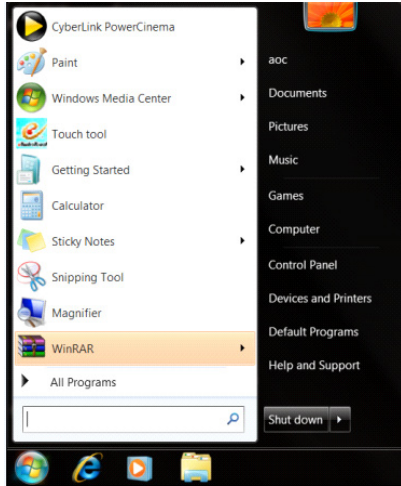 CyberLink PowerCinema
Paint
Windows Media Center
Touch tool
Getting Started
Calculator
Sticky Notes
Snipping Tool
Magnifier
WinRAR
All Programs
aoc
Documents
Pictures
Music
Games
Computer
Control Panel
Devices and Printers
Default Programs
Help and Support
Shut down